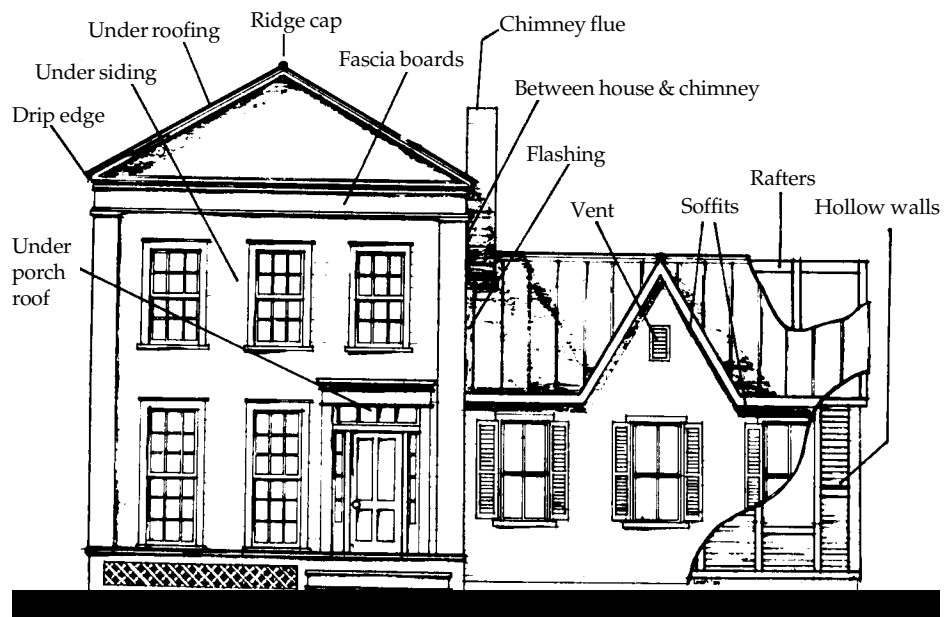 Ridge cap
Under roofing
Chimney flue
Under siding
Fascia boards
Between house & chimney
Drip edge
Flashing
Rafters
Vent
Soffits
Hollow walls
Under
porch
roof